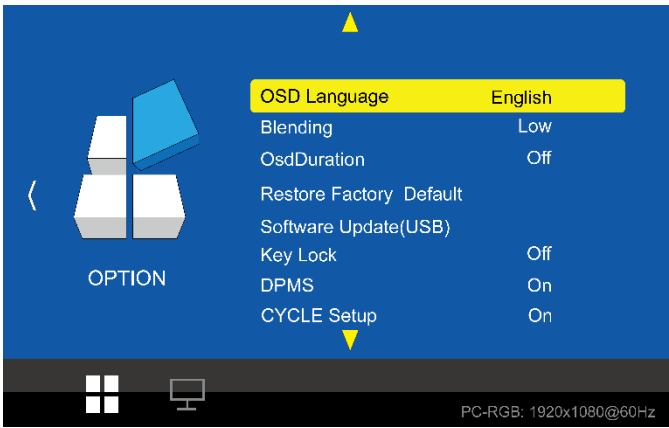 OSD Language English
Blending Low
OsdDuration Off
Restore Factory Default
Software Update(USB)
Key Lock Off
OPTION
DPMS On
CYCLE Setup On
PC-RGB: 1920x1080@60Hz